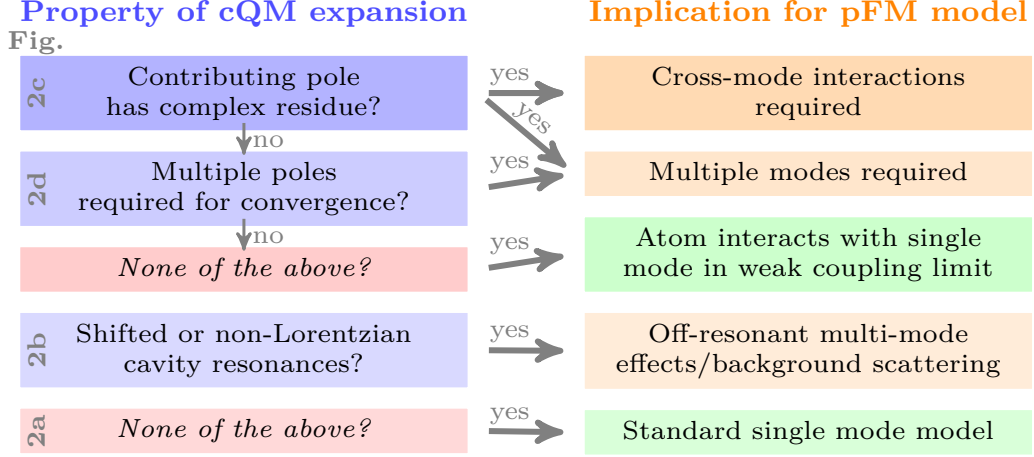 Property of cQM expansion
Implication for pFM model
Fig.
2c
Contributing pole
has complex residue?
yes
yes
Cross-mode interactions
required
no
2d
Multiple poles
required for convergence?
yes
Multiple modes required
no
None of the above?
yes
Atom interacts with single
mode in weak coupling limit
2b
Shifted or non-Lorentzian
cavity resonances?
yes
Off-resonant multi-mode
effects/background scattering
2a
None of the above?
yes
Standard single mode model